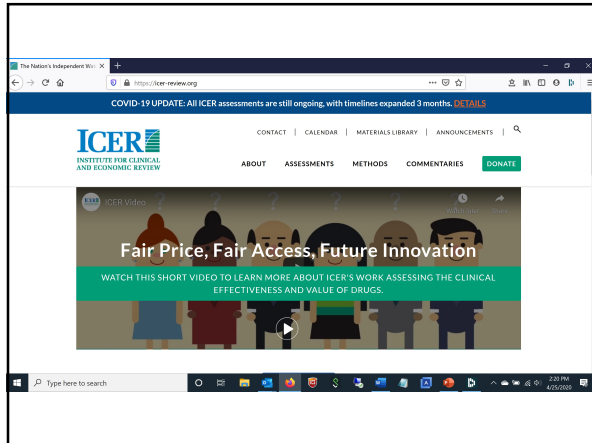 The Nation's Independent Wat
https://icer-review.org
COVID-19 UPDATE: All ICER assessments are still ongoing, with timelines expanded 3 months. DETAILS
CONTACT | CALENDAR | MATERIALS LIBRARY | ANNOUNCEMENTS |
ICER
INSTITUTE FOR CLINICAL
AND ECONOMIC REVIEW
ABOUT ASSESSMENTS METHODS COMMENTARIES DONATE
ICER Video
Watch later Share
Fair Price, Fair Access, Future Innovation
WATCH THIS SHORT VIDEO TO LEARN MORE ABOUT ICER'S WORK ASSESSING THE CLINICAL
EFFECTIVENESS AND VALUE OF DRUGS.
Type here to search
2:20 PM
4/25/2020